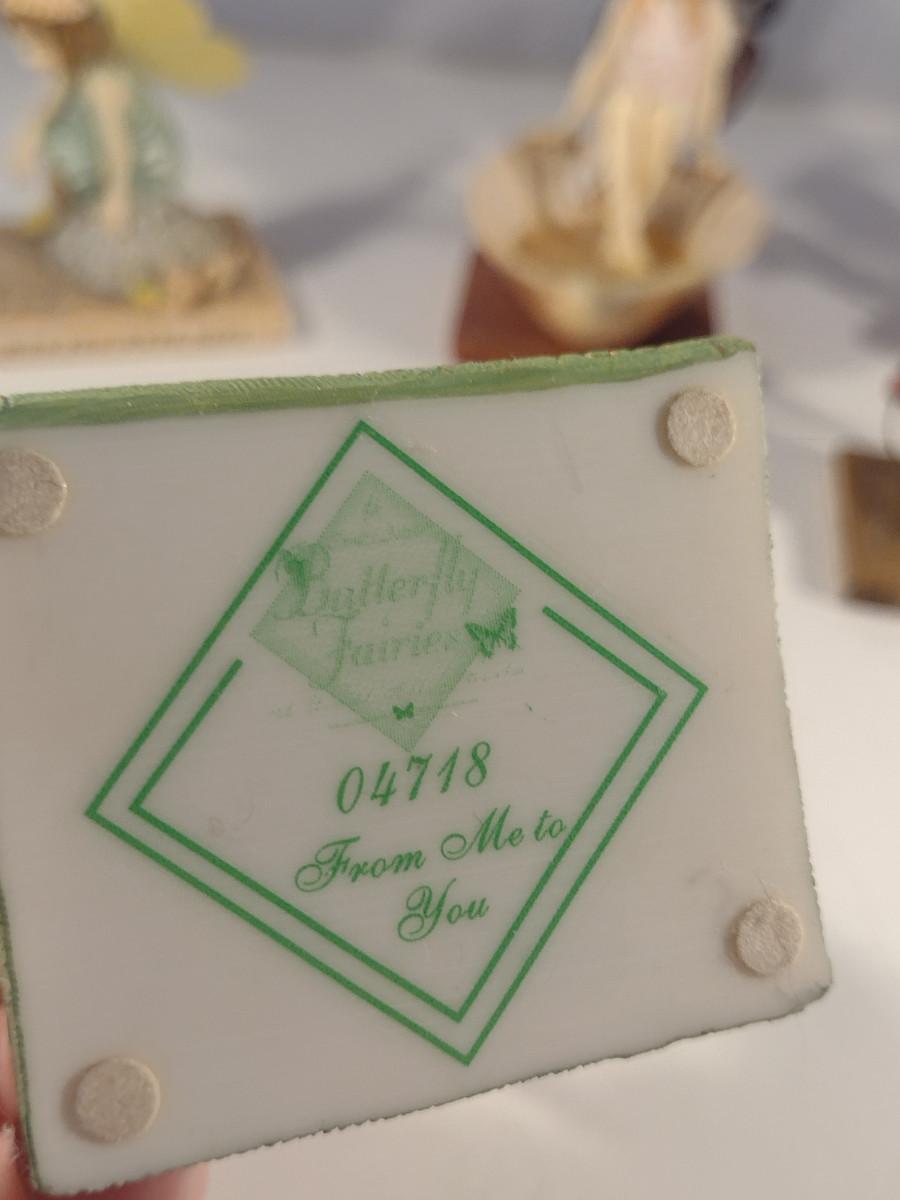 Butterfly
Fairies
04718
From Me to
You